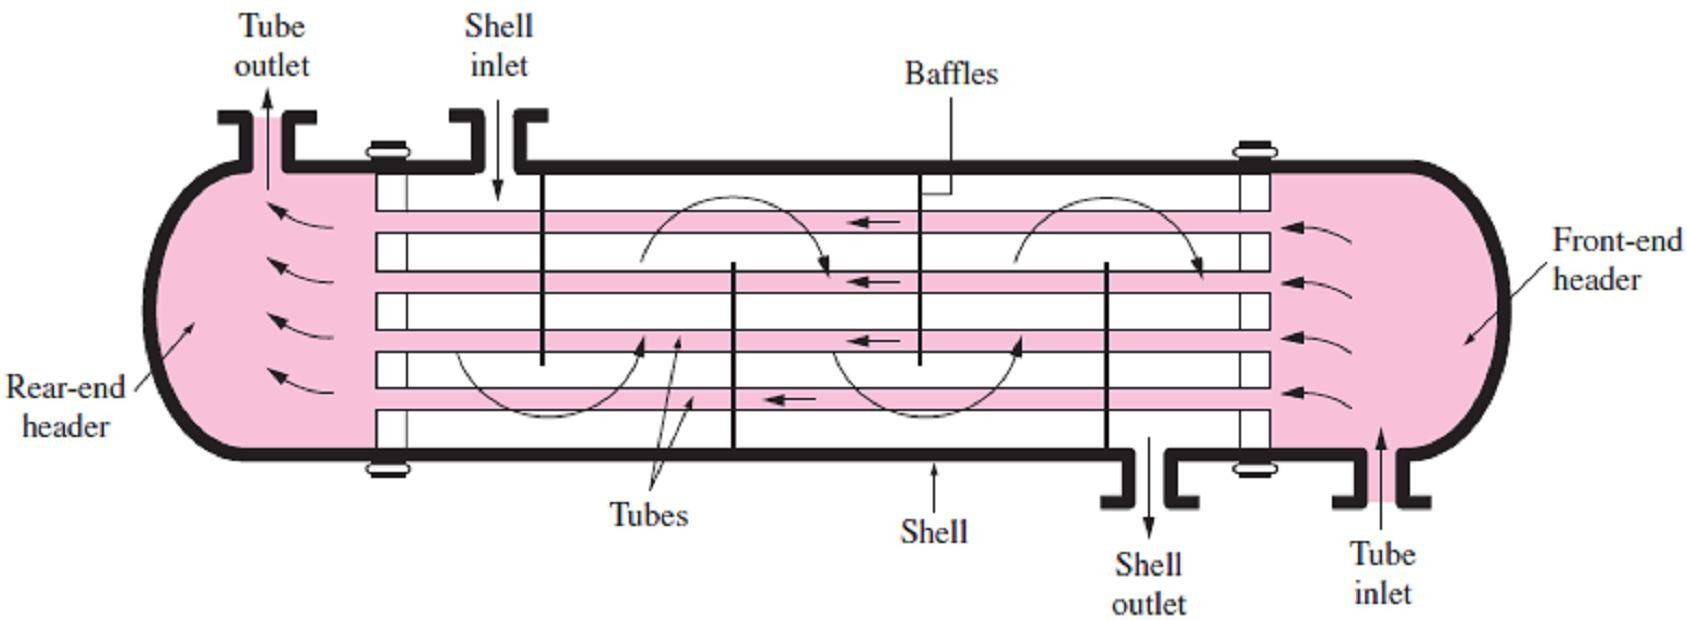 Tube
outlet
Shell
inlet
Baffles
Front-end
header
Rear-end
header
Tubes
Shell
Shell
outlet
Tube
inlet